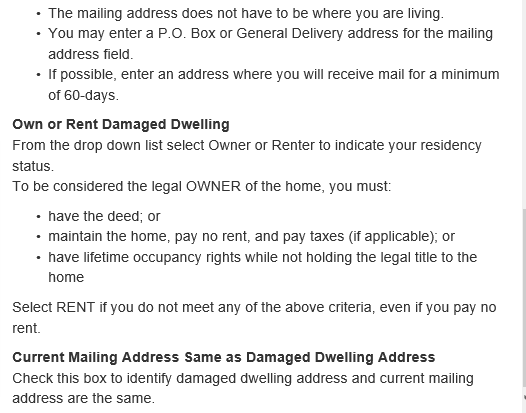 • The mailing address does not have to be where you are living.
• You may enter a P.O. Box or General Delivery address for the mailing
address field.
• If possible, enter an address where you will receive mail for a minimum
of 60-days.
Own or Rent Damaged Dwelling
From the drop down list select Owner or Renter to indicate your residency
status.
To be considered the legal OWNER of the home, you must:
• have the deed; or
• maintain the home, pay no rent, and pay taxes (if applicable); or
• have lifetime occupancy rights while not holding the legal title to the
home
Select RENT if you do not meet any of the above criteria, even if you pay no
rent.
Current Mailing Address Same as Damaged Dwelling Address
Check this box to identify damaged dwelling address and current mailing
address are the same.